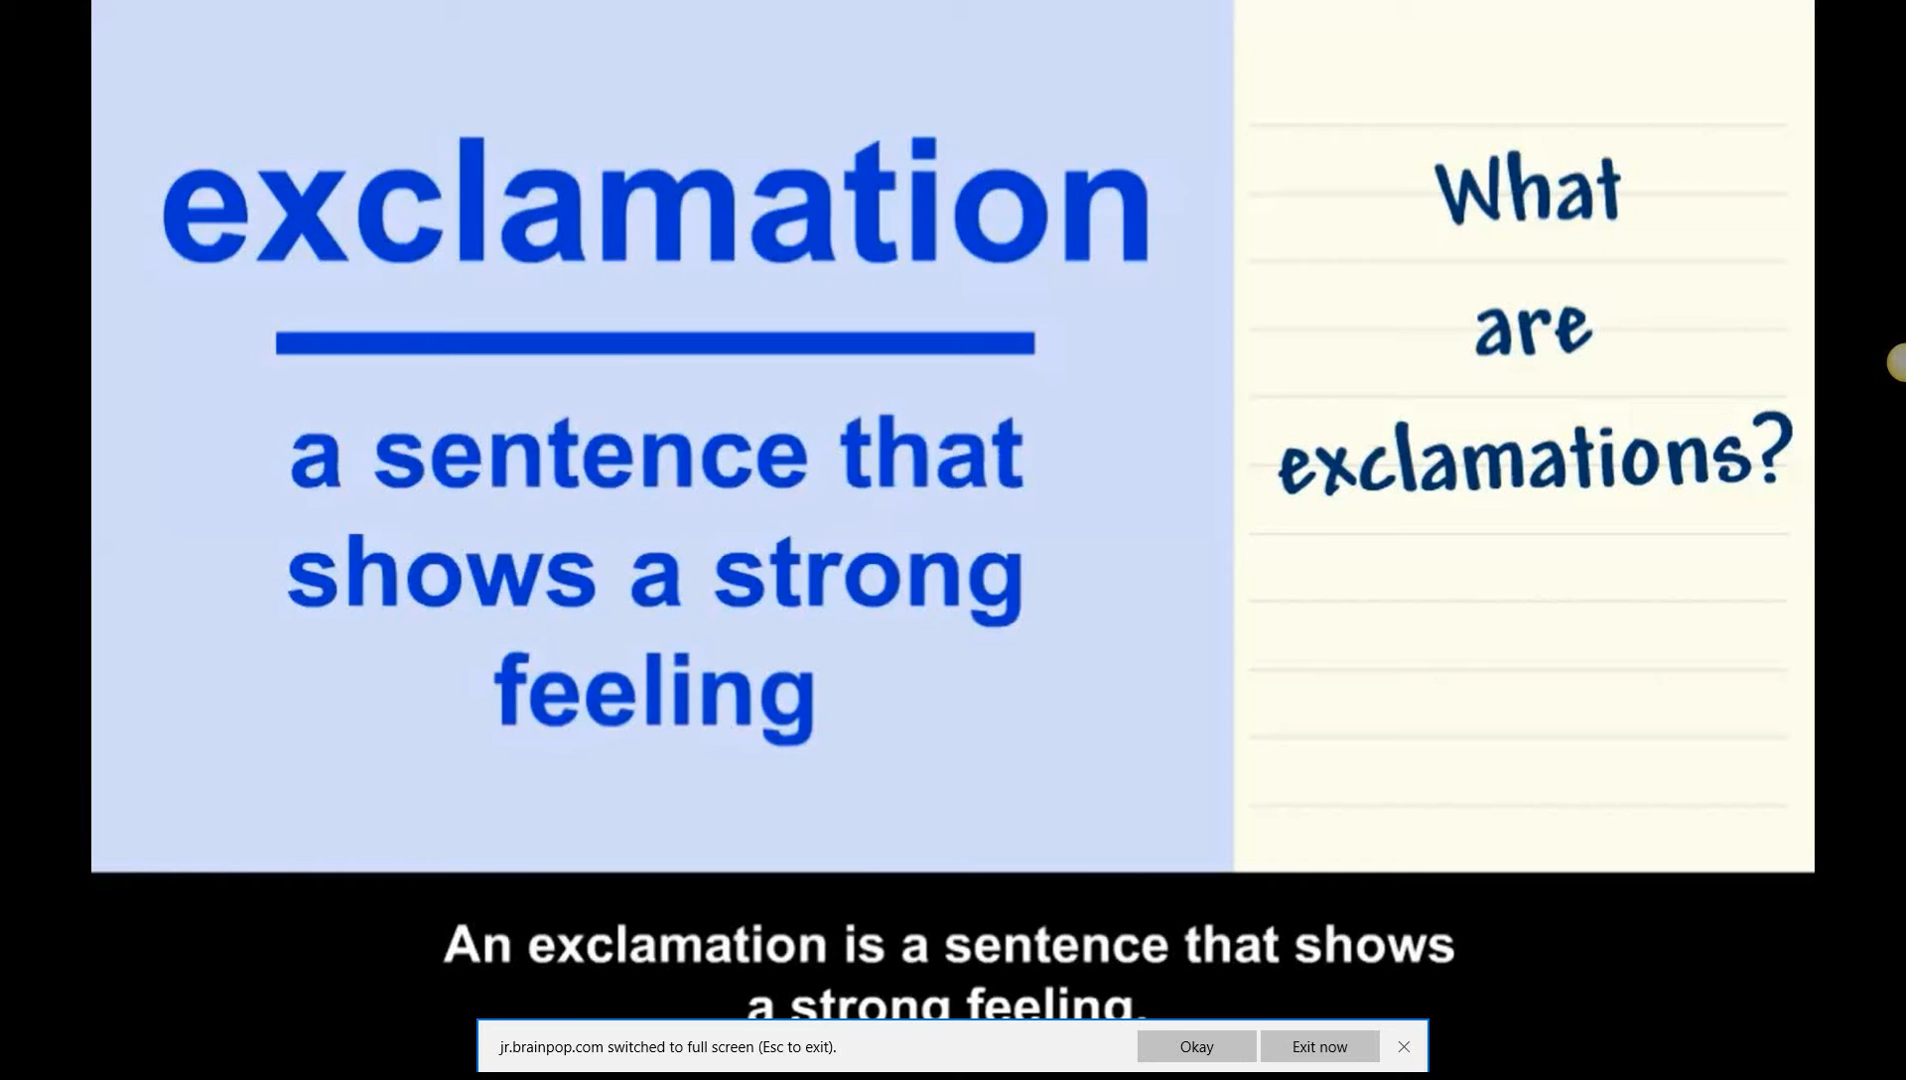 exclamation
a sentence that
shows a strong
feeling
What
are
exclamations?
An exclamation is a sentence that shows
a strong feeling.
jr.brainpop.com switched to full screen (Esc to exit).
Okay
Exit now